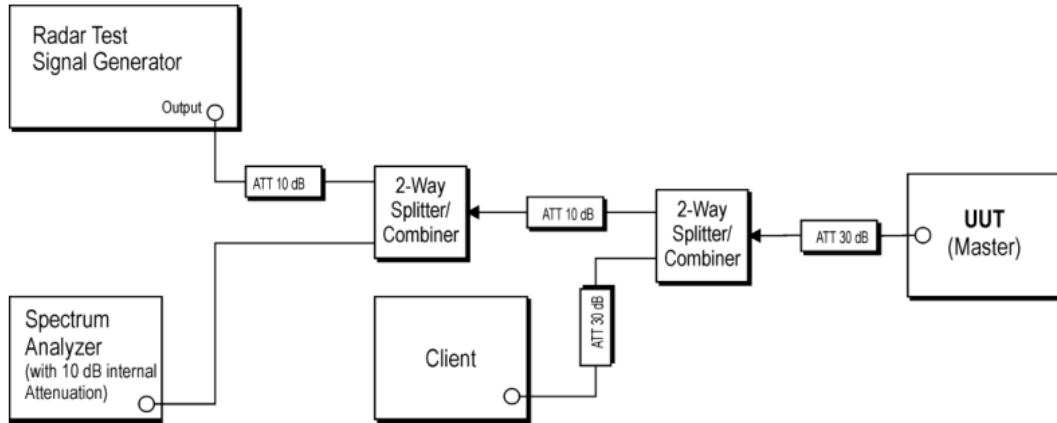 Radar Test
Signal Generator
Output
ATT 10 dB
2-Way
Splitter/
Combiner
ATT 10 dB
2-Way
Splitter/
Combiner
ATT 30 dB
UUT
(Master)
ATT 30 dB
Spectrum
Analyzer
(with 10 dB internal
Attenuation)
Client